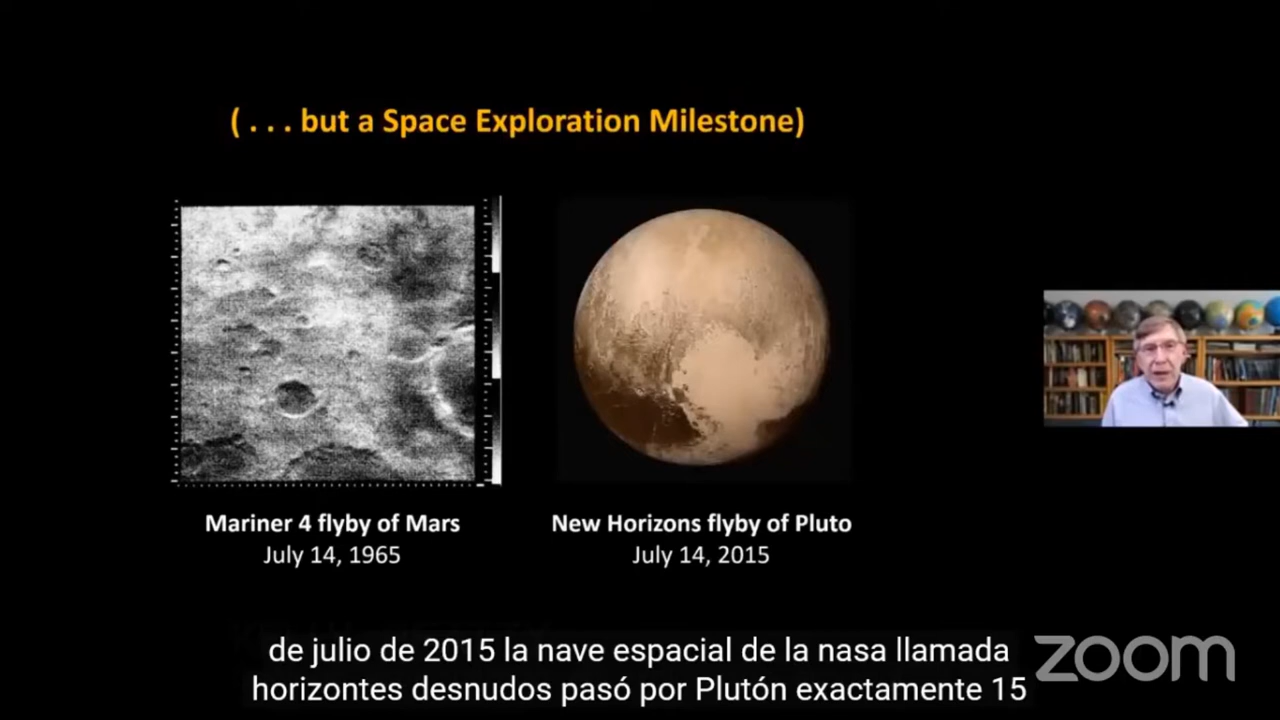 ( . . . but a Space Exploration Milestone)
Mariner 4 flyby of Mars
July 14, 1965
New Horizons flyby of Pluto
July 14, 2015
de julio de 2015 la nave espacial de la nasa llamada
horizontes desnudos pasó por Plutón exactamente 15
zoom